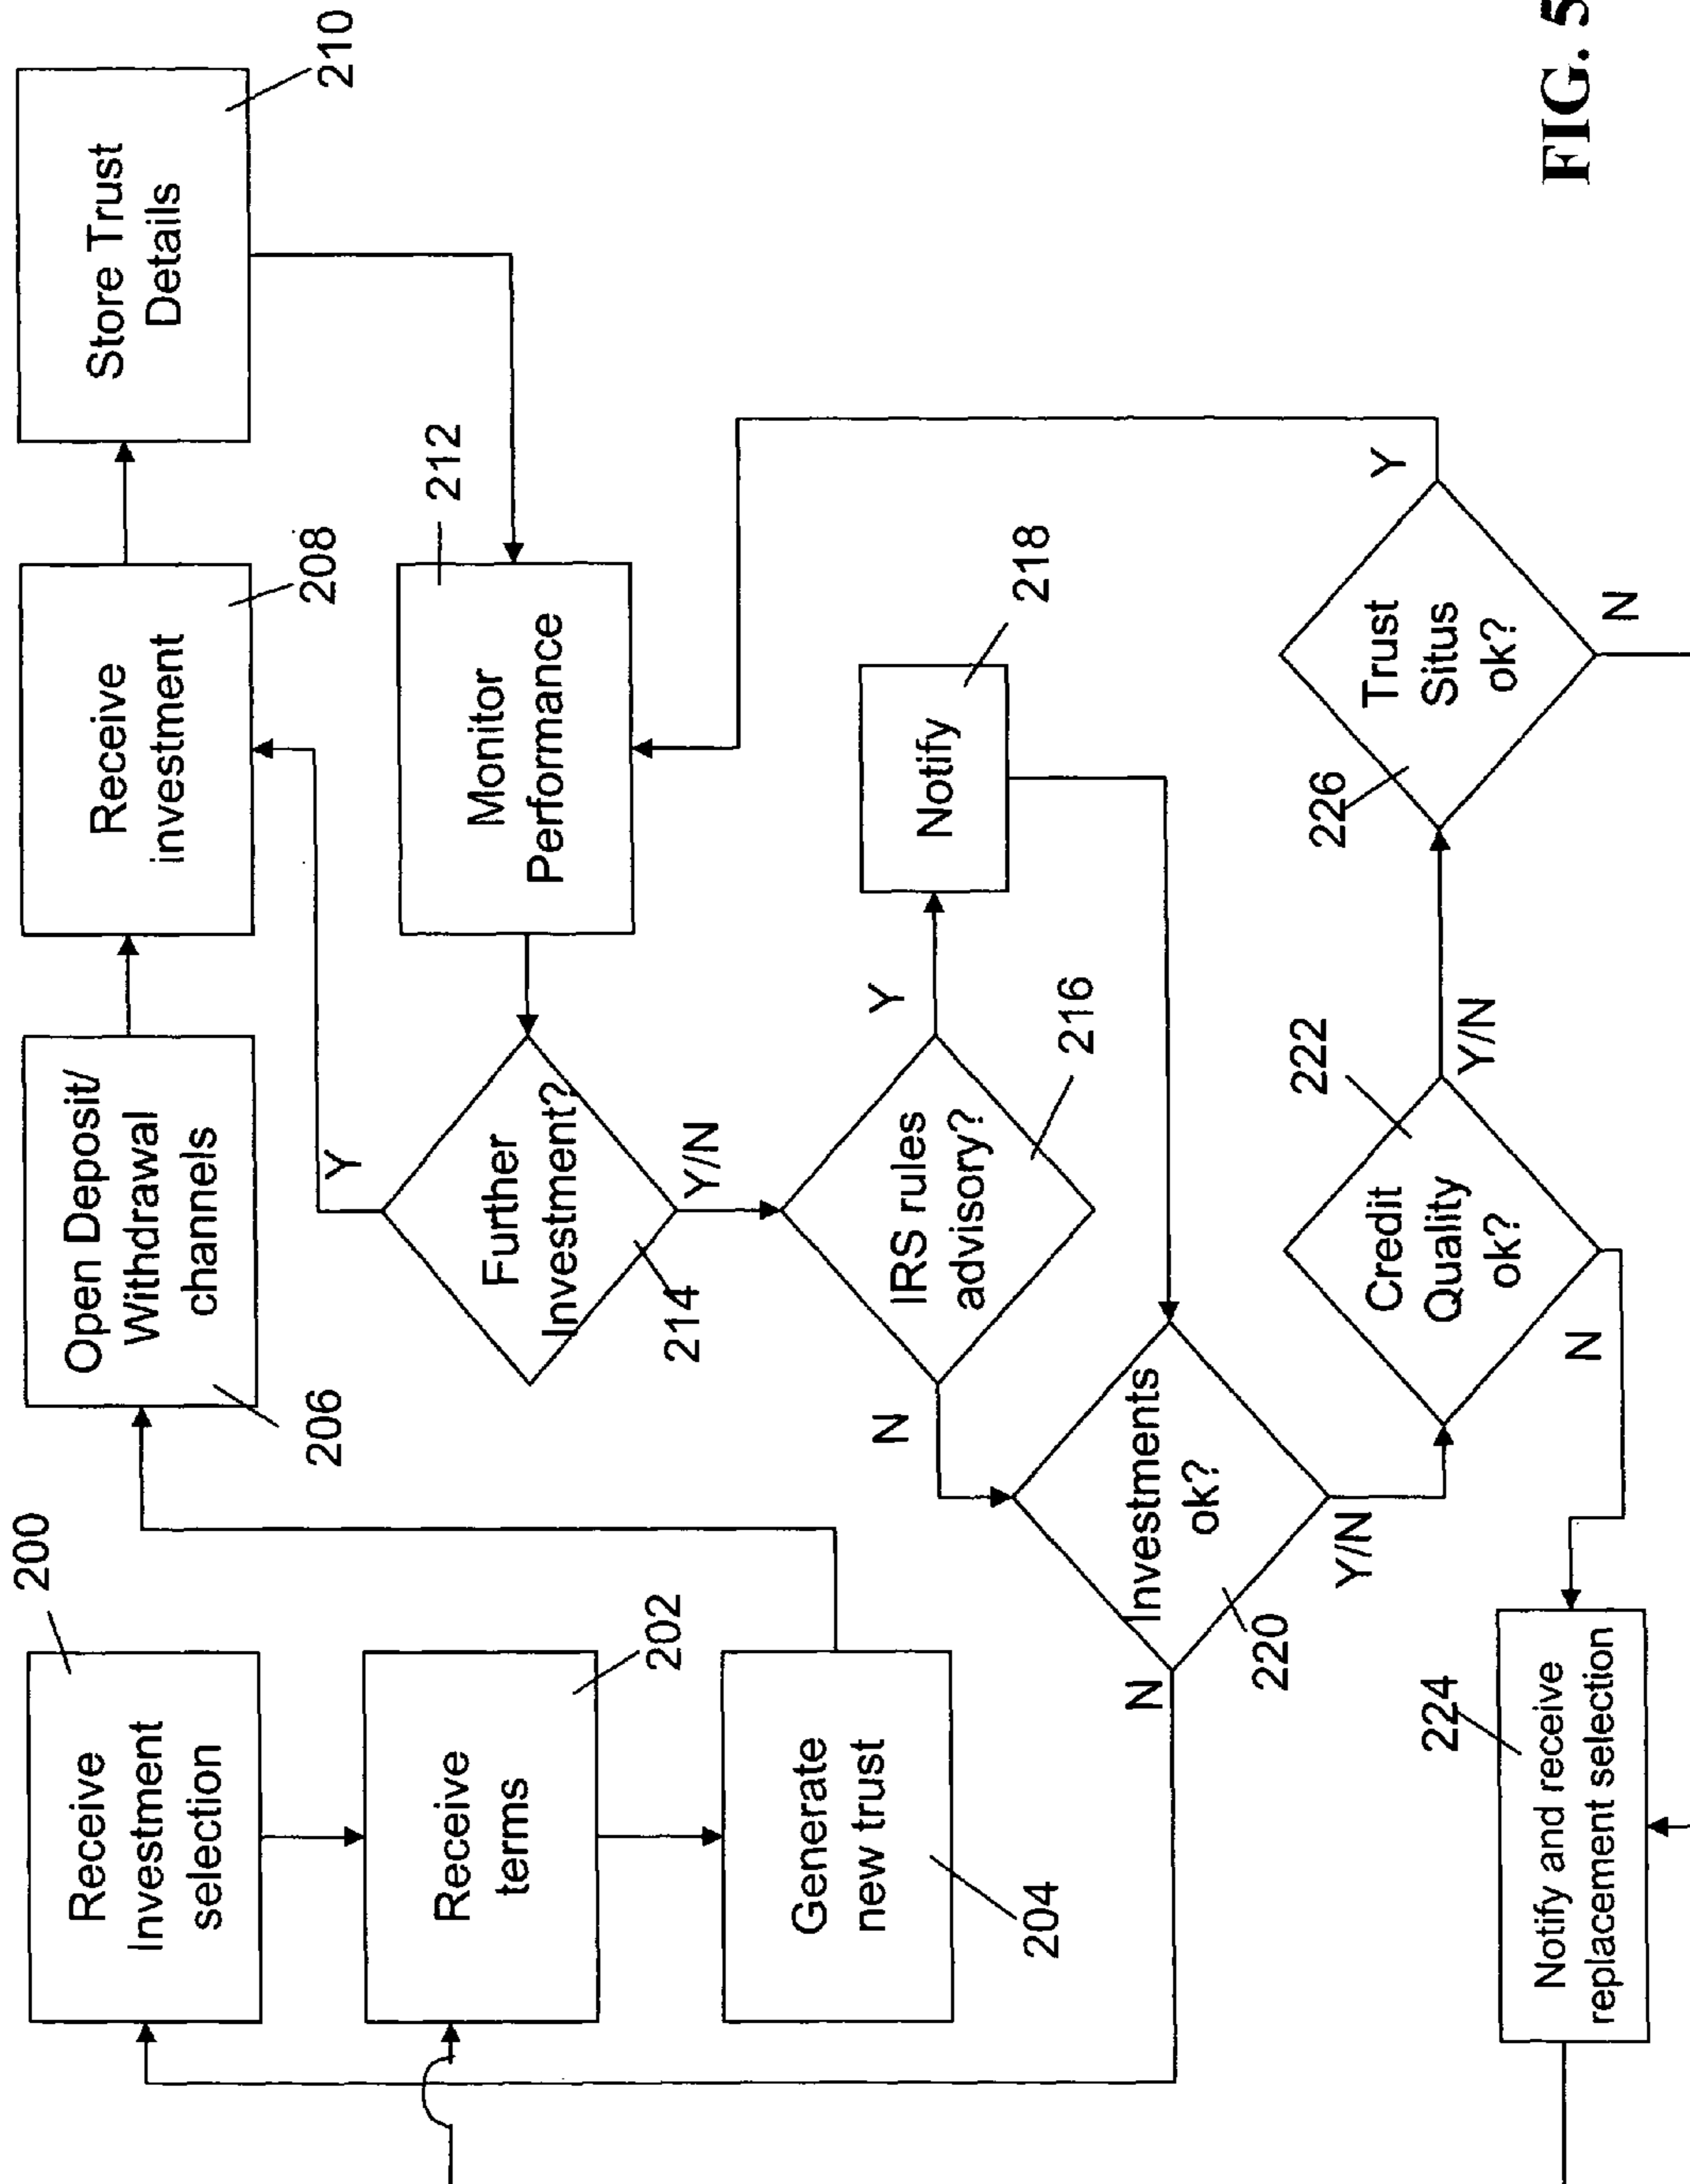 200
Receive
Investment
selection
Receive
terms
202
Generate
new trust
204
Open Deposit/
Withdrawal
channels
206
Receive
investment
208
Store Trust
Details
210
Monitor
Performance
212
Further
Investment?
214
Y
Y/N
IRS rules
advisory?
216
Y
N
Notify
218
Investments
ok?
220
N
Y/N
Credit
Quality
ok?
222
Y/N
N
Notify and receive
replacement selection
224
Trust
Situs
ok?
226
Y
N
FIG. 5